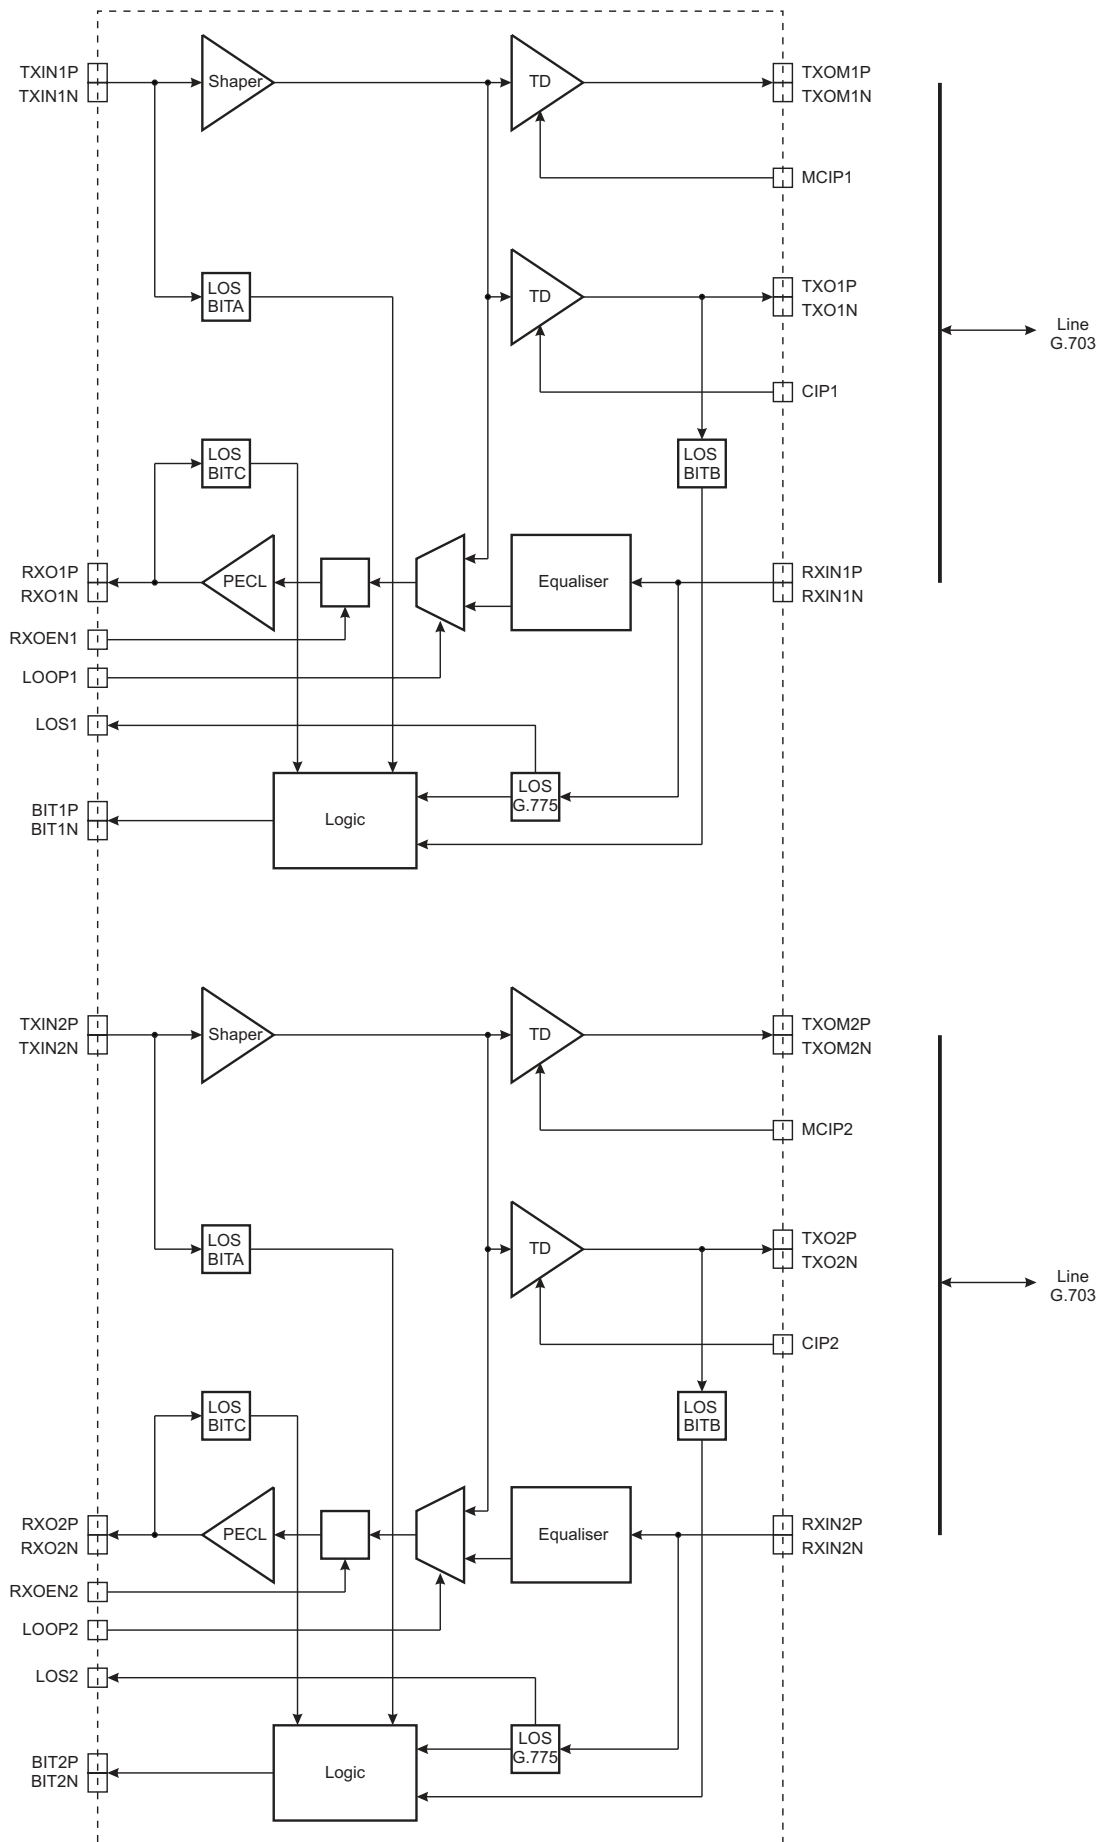 TXIN1P
TXIN1N
Shaper
TD
TXOM1P
TXOM1N
MCIP1
LOS
BITA
TD
TXO1P
TXO1N
Line
G.703
CIP1
LOS
BITC
LOS
BITB
RXO1P
RXO1N
PECL
Equaliser
RXIN1P
RXIN1N
RXOEN1
LOOP1
LOS1
LOS
G.775
BIT1P
BIT1N
Logic
TXIN2P
TXIN2N
Shaper
TD
TXOM2P
TXOM2N
MCIP2
LOS
BITA
TD
TXO2P
TXO2N
Line
G.703
CIP2
LOS
BITC
LOS
BITB
RXO2P
RXO2N
PECL
Equaliser
RXIN2P
RXIN2N
RXOEN2
LOOP2
LOS2
LOS
G.775
BIT2P
BIT2N
Logic